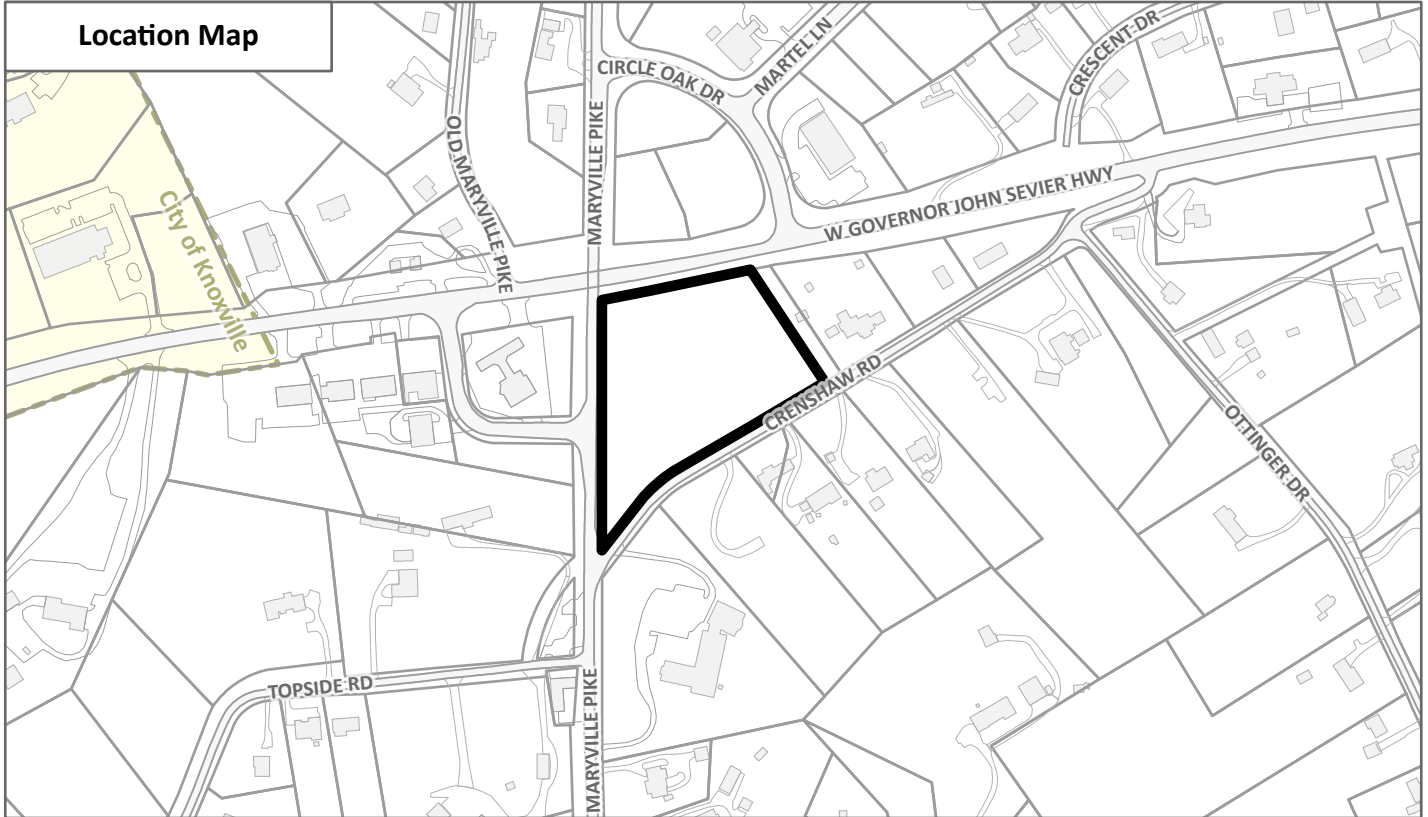 Location Map
CIRCLE OAK DR
MARTEL LN
CRESCENT DR
OLD MARYVILLE PIKE
MARYVILLE PIKE
W GOVERNOR JOHN SEVIER HWY
City of Knoxville
CRENSHAW RD
OTTINGER DR
TOPSIDE RD
MARYVILLE PIKE